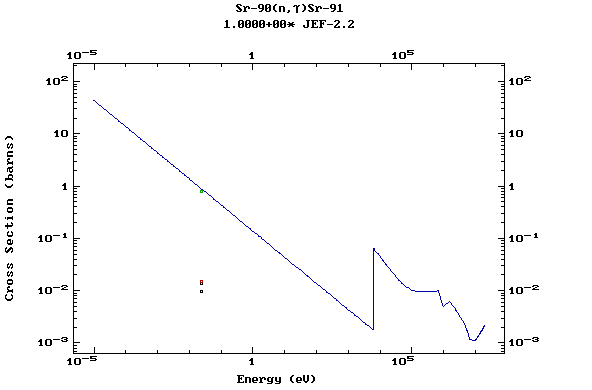 Sr-90(n,γ)Sr-91
1.0000+00* JEF-2.2
10⁻⁵ 1 10⁵
10² 10²
10 10
1 1
10⁻¹ 10⁻¹
10⁻² 10⁻²
10⁻³ 10⁻³
10⁻⁵ 1 10⁵
Cross Section (barns)
Energy (eV)